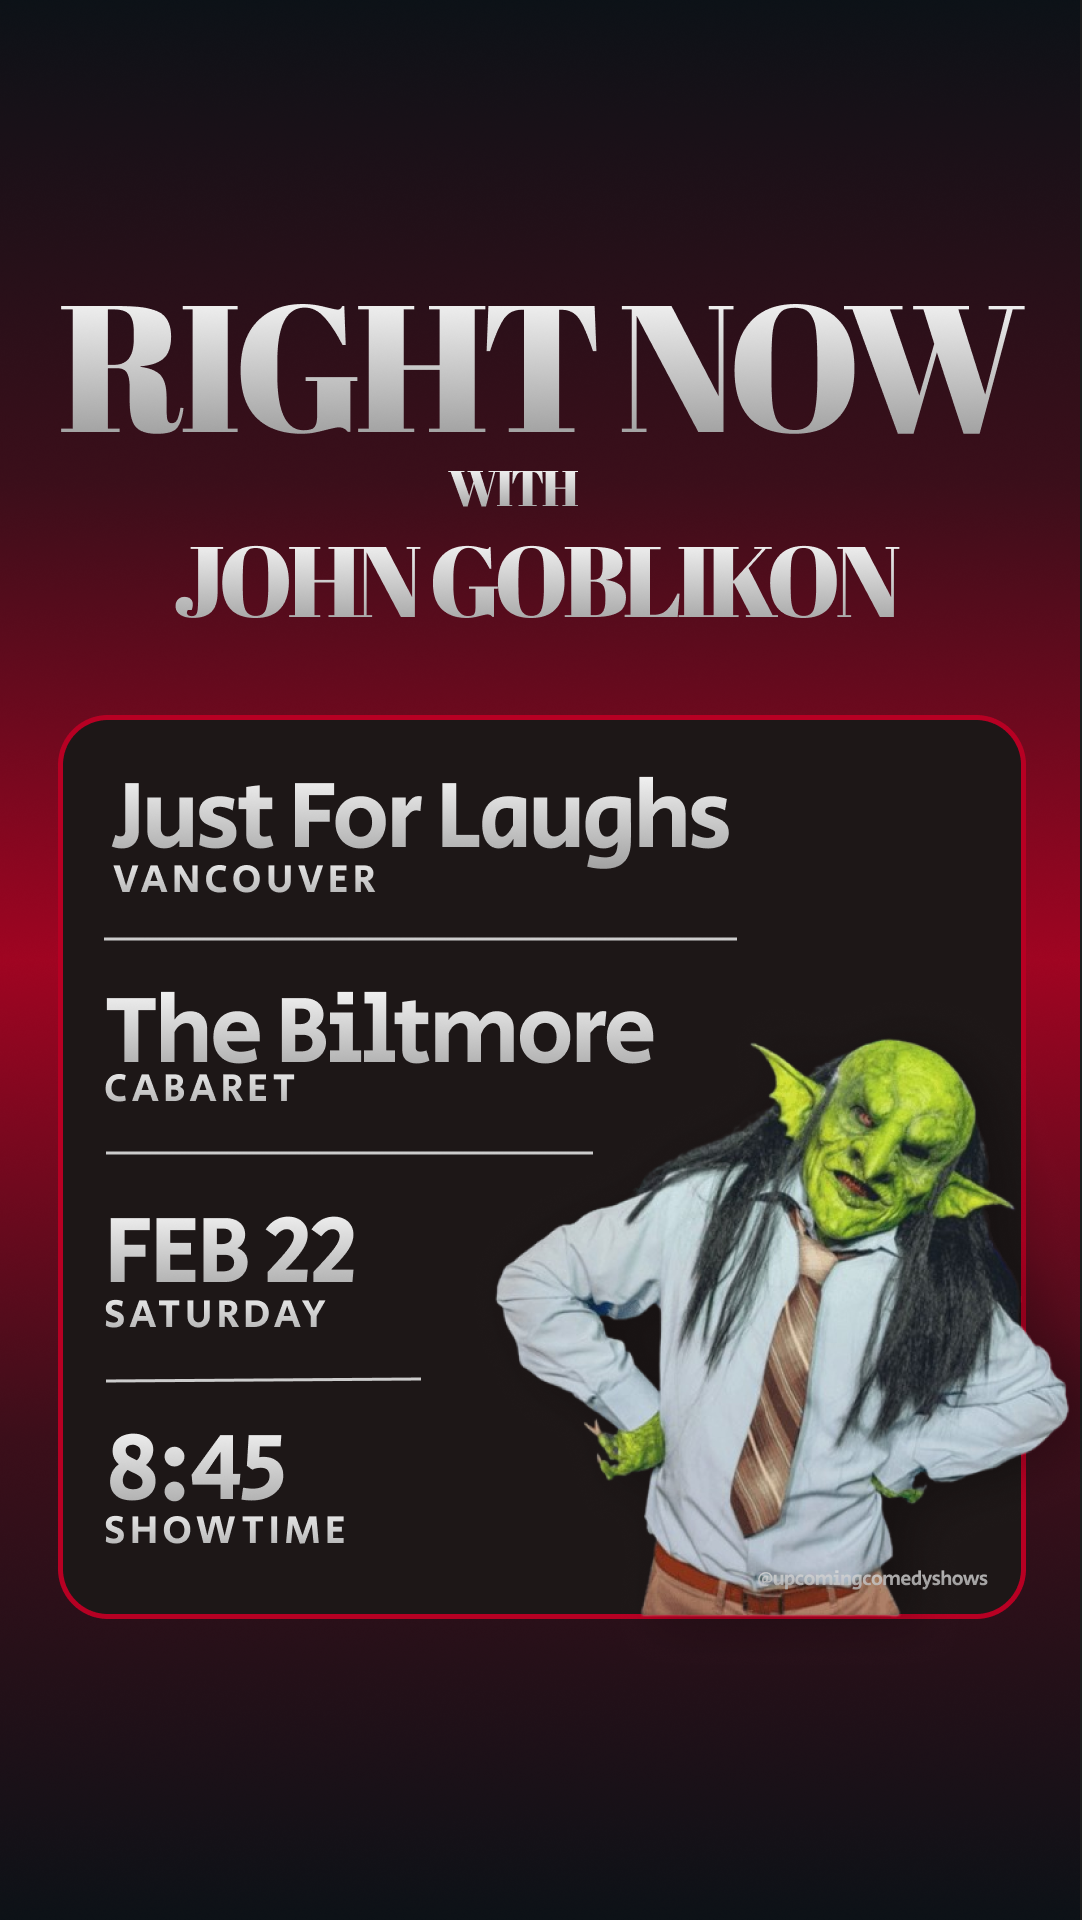 RIGHT NOW
WITH
JOHN GOBLIKON
Just For Laughs
VANCOUVER
The Biltmore
CABARET
FEB 22
SATURDAY
8:45
SHOWTIME
@upcomingcomedyshows